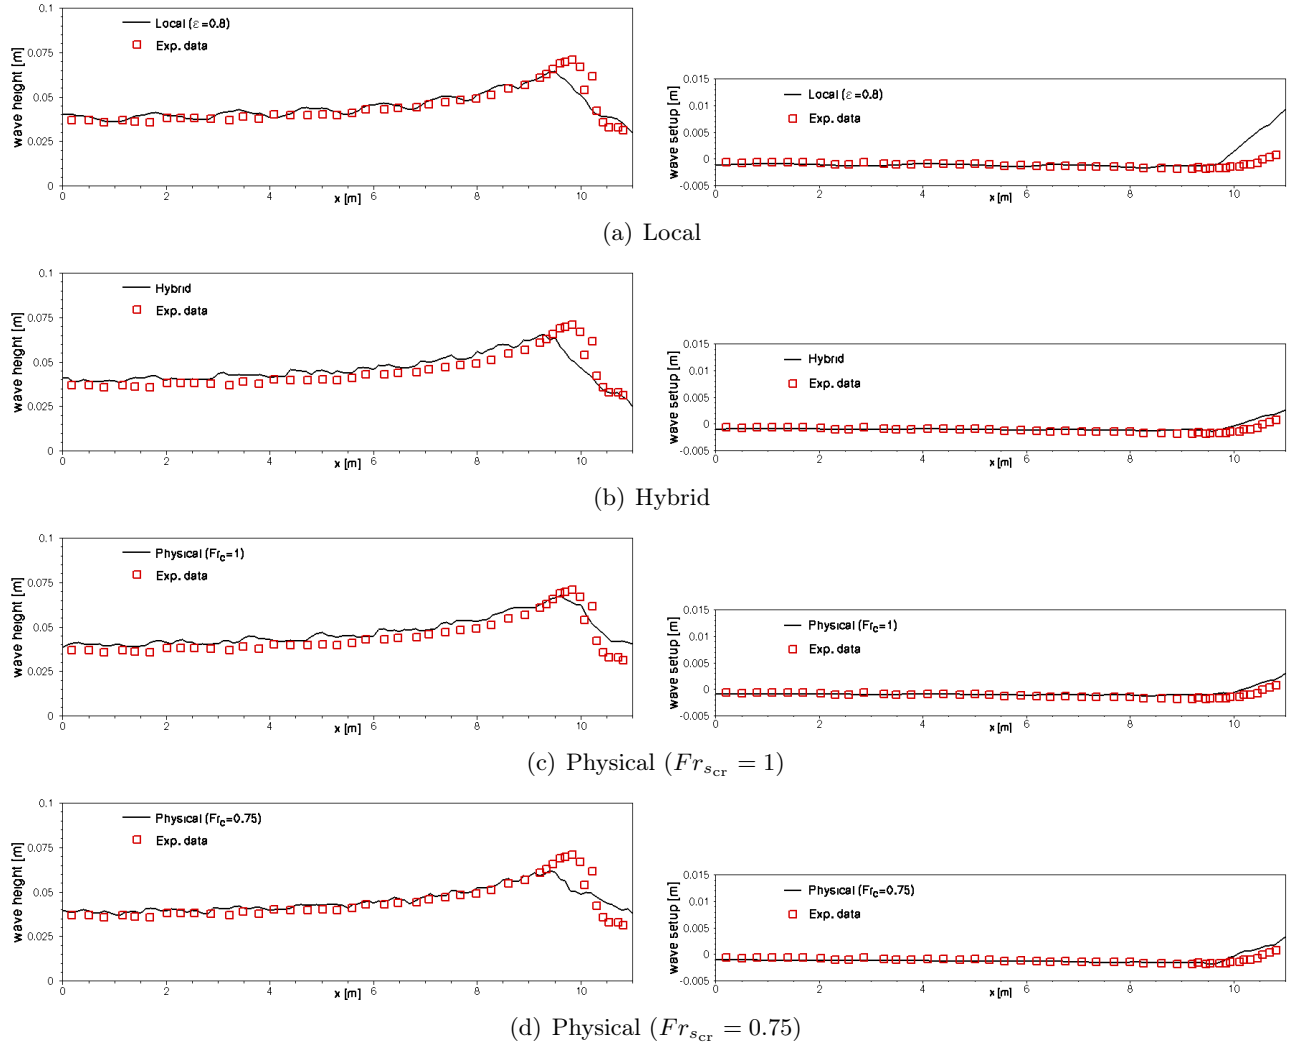 0.1
0.075
0.05
0.025
0
wave height [m]
Local (ε=0.8)
Exp. data
0 2 4 6 8 10
x [m]
0.015
0.01
0.005
0
-0.005
wave setup [m]
Local (ε=0.8)
Exp. data
0 2 4 6 8 10
x [m]
(a) Local
0.1
0.075
0.05
0.025
0
wave height [m]
Hybrid
Exp. data
0 2 4 6 8 10
x [m]
0.015
0.01
0.005
0
-0.005
wave setup [m]
Hybrid
Exp. data
0 2 4 6 8 10
x [m]
(b) Hybrid
0.1
0.075
0.05
0.025
0
wave height [m]
Physical (Fr_c=1)
Exp. data
0 2 4 6 8 10
x [m]
0.015
0.01
0.005
0
-0.005
wave setup [m]
Physical (Fr_c=1)
Exp. data
0 2 4 6 8 10
x [m]
(c) Physical (Fr_{s_{cr}} = 1)
0.1
0.075
0.05
0.025
0
wave height [m]
Physical (Fr_c=0.75)
Exp. data
0 2 4 6 8 10
x [m]
0.015
0.01
0.005
0
-0.005
wave setup [m]
Physical (Fr_c=0.75)
Exp. data
0 2 4 6 8 10
x [m]
(d) Physical (Fr_{s_{cr}} = 0.75)